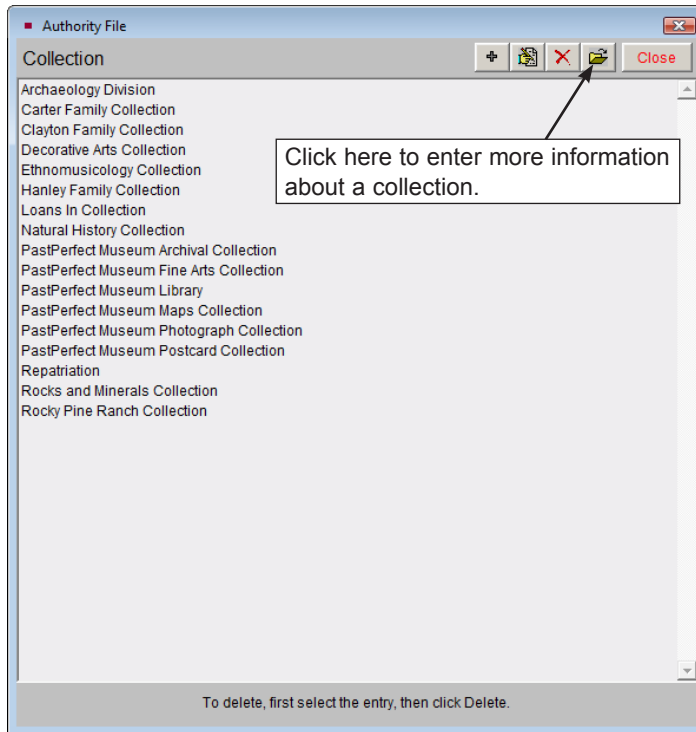 Authority File
Collection
Close
Archaeology Division
Carter Family Collection
Clayton Family Collection
Decorative Arts Collection
Ethnomusicology Collection
Hanley Family Collection
Loans In Collection
Natural History Collection
PastPerfect Museum Archival Collection
PastPerfect Museum Fine Arts Collection
PastPerfect Museum Library
PastPerfect Museum Maps Collection
PastPerfect Museum Photograph Collection
PastPerfect Museum Postcard Collection
Repatriation
Rocks and Minerals Collection
Rocky Pine Ranch Collection
Click here to enter more information
about a collection.
To delete, first select the entry, then click Delete.